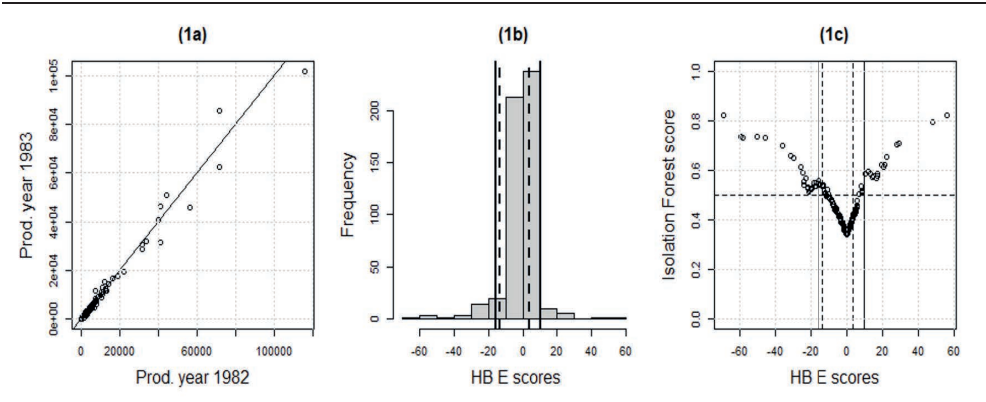 (1a)
Prod. year 1983
0e+00 2e+04 4e+04 6e+04 8e+04 1e+05
0 20000 60000 100000
Prod. year 1982
(1b)
Frequency
0 50 100 150 200
-60 -40 -20 0 20 40 60
HB E scores
(1c)
Isolation Forest score
0.0 0.2 0.4 0.6 0.8 1.0
-60 -40 -20 0 20 40 60
HB E scores